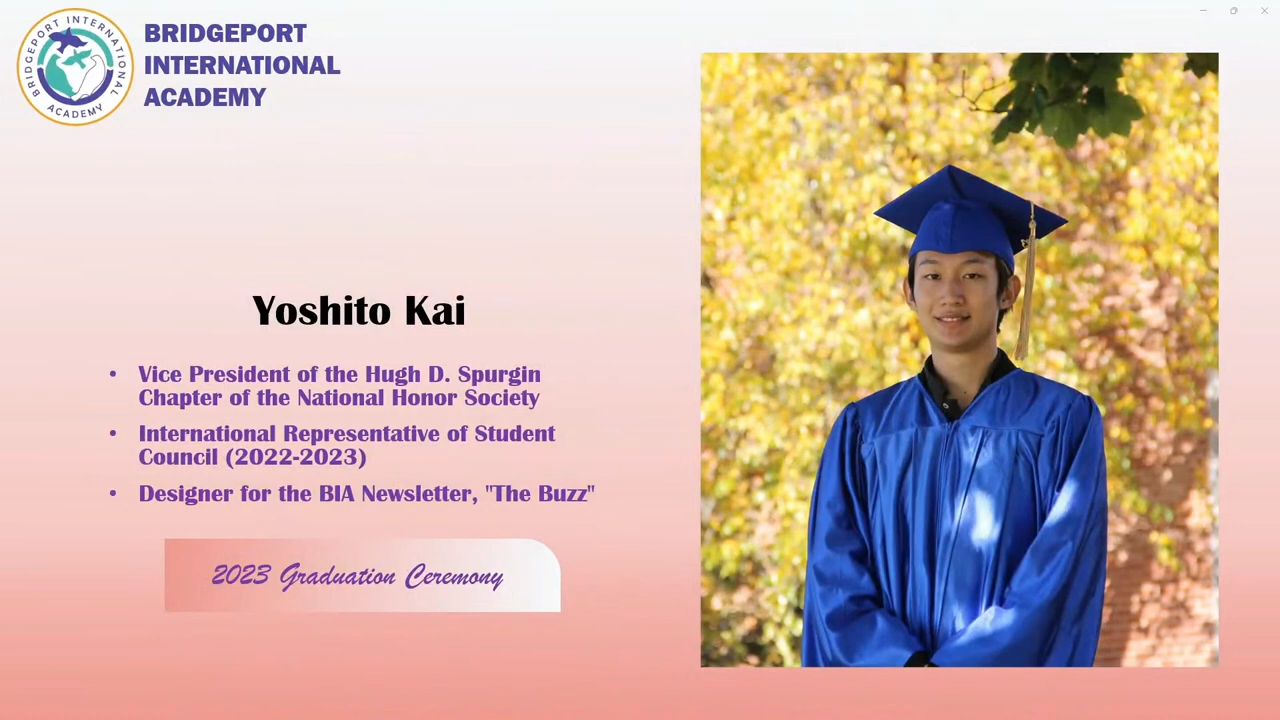 BRIDGEPORT INTERNATIONAL
ACADEMY
BRIDGEPORT
INTERNATIONAL
ACADEMY
Yoshito Kai
• Vice President of the Hugh D. Spurgin
Chapter of the National Honor Society
• International Representative of Student
Council (2022-2023)
• Designer for the BIA Newsletter, "The Buzz"
2023 Graduation Ceremony